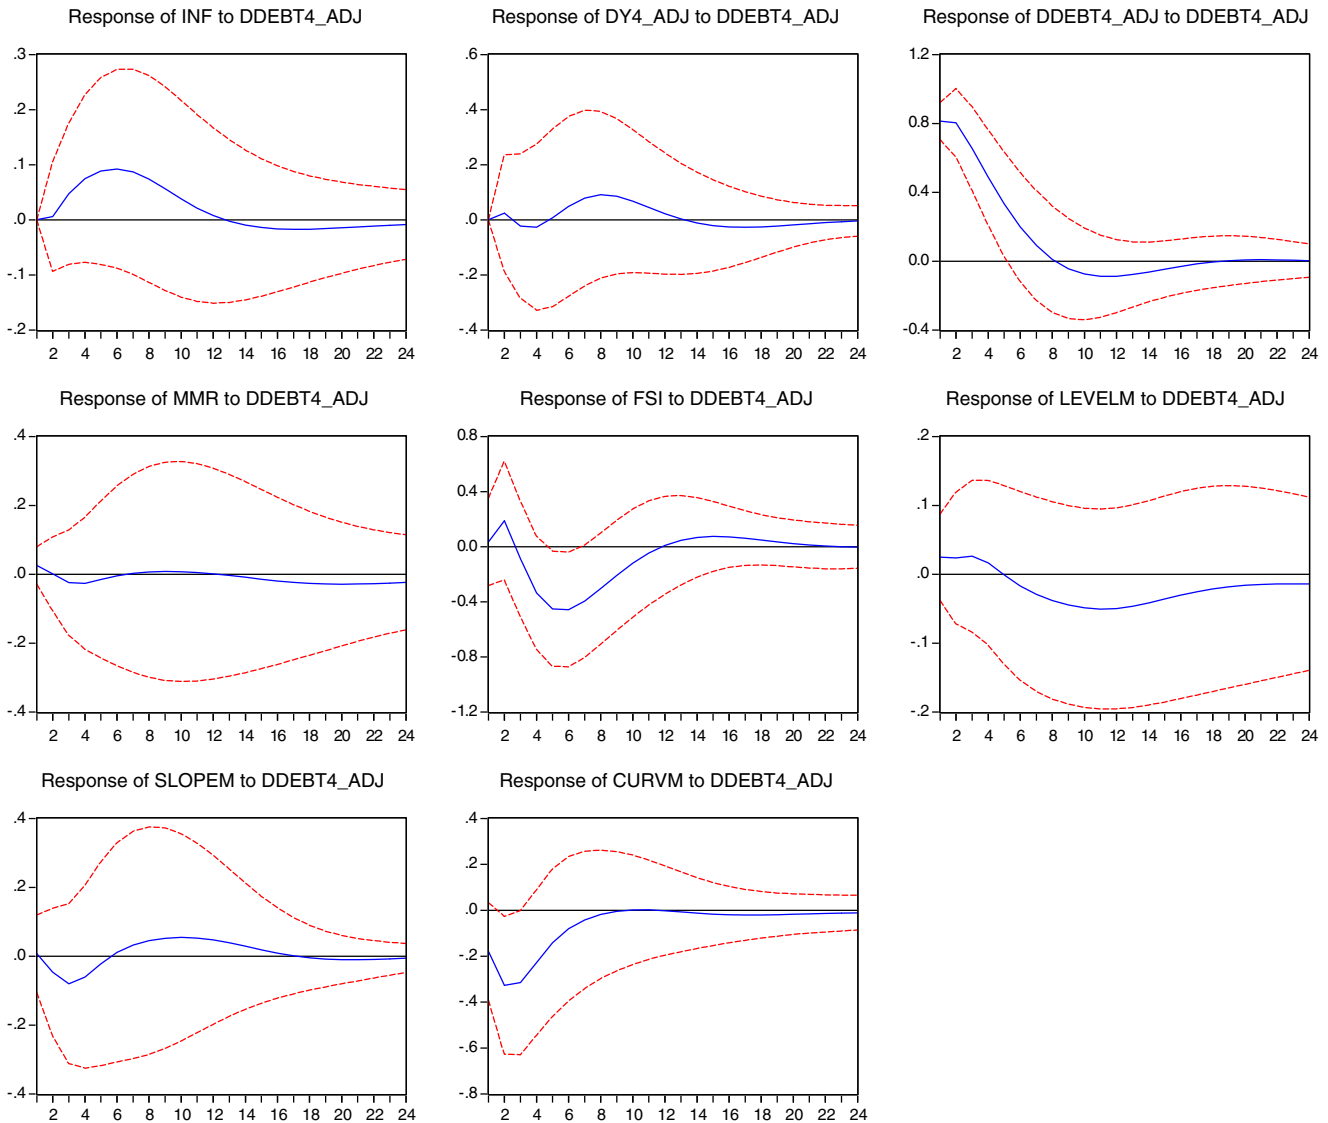 Response of INF to DDEBT4_ADJ
.3
.2
.1
.0
-.1
-.2
2 4 6 8 10 12 14 16 18 20 22 24
Response of DY4_ADJ to DDEBT4_ADJ
.6
.4
.2
.0
-.2
-.4
2 4 6 8 10 12 14 16 18 20 22 24
Response of DDEBT4_ADJ to DDEBT4_ADJ
1.2
0.8
0.4
0.0
-0.4
2 4 6 8 10 12 14 16 18 20 22 24
Response of MMR to DDEBT4_ADJ
.4
.2
.0
-.2
-.4
2 4 6 8 10 12 14 16 18 20 22 24
Response of FSI to DDEBT4_ADJ
0.8
0.4
0.0
-0.4
-0.8
-1.2
2 4 6 8 10 12 14 16 18 20 22 24
Response of LEVELM to DDEBT4_ADJ
.2
.1
.0
-.1
-.2
2 4 6 8 10 12 14 16 18 20 22 24
Response of SLOPEM to DDEBT4_ADJ
.4
.2
.0
-.2
-.4
2 4 6 8 10 12 14 16 18 20 22 24
Response of CURVM to DDEBT4_ADJ
.4
.2
.0
-.2
-.4
-.6
-.8
2 4 6 8 10 12 14 16 18 20 22 24